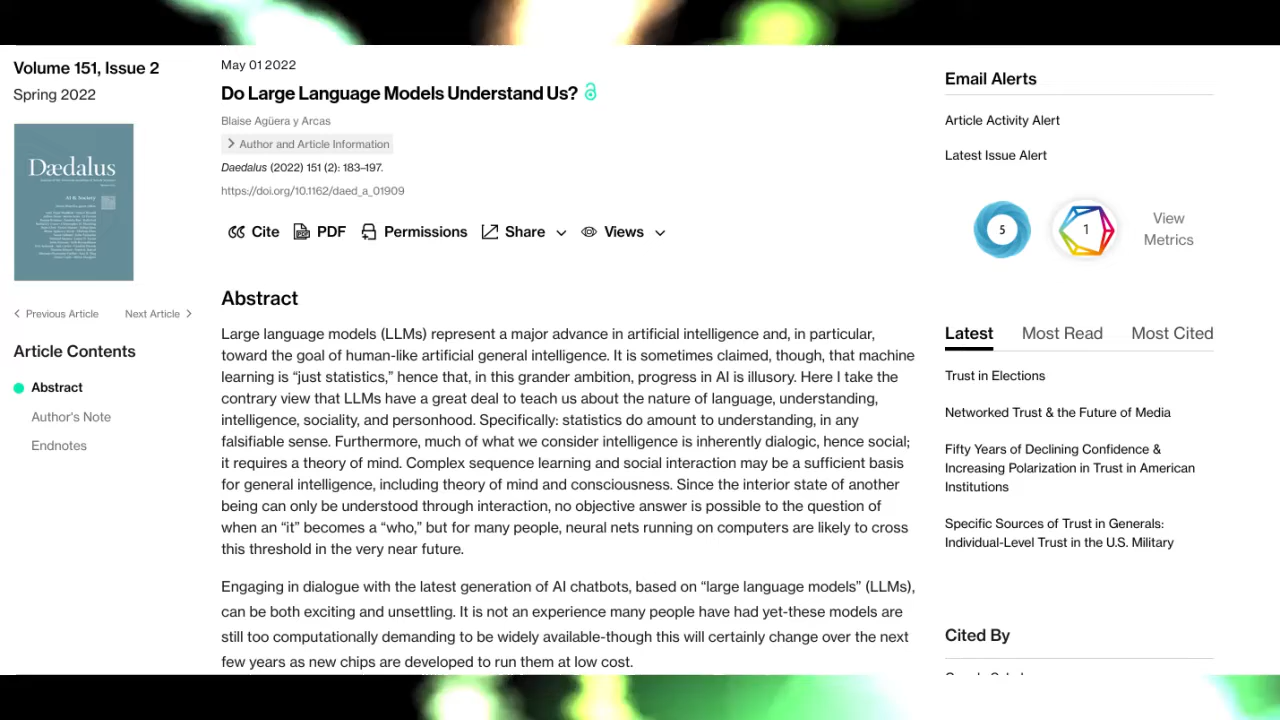 Volume 151, Issue 2
Spring 2022
Dædalus
AI & Society
Previous Article
Next Article
Article Contents
Abstract
Author's Note
Endnotes
May 01 2022
Do Large Language Models Understand Us?
Blaise Agüera y Arcas
Author and Article Information
Daedalus (2022) 151 (2): 183–197.
https://doi.org/10.1162/daed_a_01909
Cite
PDF
Permissions
Share
Views
Abstract
Large language models (LLMs) represent a major advance in artificial intelligence and, in particular,
toward the goal of human-like artificial general intelligence. It is sometimes claimed, though, that machine
learning is “just statistics,” hence that, in this grander ambition, progress in AI is illusory. Here I take the
contrary view that LLMs have a great deal to teach us about the nature of language, understanding,
intelligence, sociality, and personhood. Specifically: statistics do amount to understanding, in any
falsifiable sense. Furthermore, much of what we consider intelligence is inherently dialogic, hence social;
it requires a theory of mind. Complex sequence learning and social interaction may be a sufficient basis
for general intelligence, including theory of mind and consciousness. Since the interior state of another
being can only be understood through interaction, no objective answer is possible to the question of
when an “it” becomes a “who,” but for many people, neural nets running on computers are likely to cross
this threshold in the very near future.
Engaging in dialogue with the latest generation of AI chatbots, based on “large language models” (LLMs),
can be both exciting and unsettling. It is not an experience many people have had yet-these models are
still too computationally demanding to be widely available-though this will certainly change over the next
few years as new chips are developed to run them at low cost.
Email Alerts
Article Activity Alert
Latest Issue Alert
5
1
View
Metrics
Latest
Most Read
Most Cited
Trust in Elections
Networked Trust & the Future of Media
Fifty Years of Declining Confidence &
Increasing Polarization in Trust in American
Institutions
Specific Sources of Trust in Generals:
Individual-Level Trust in the U.S. Military
Cited By